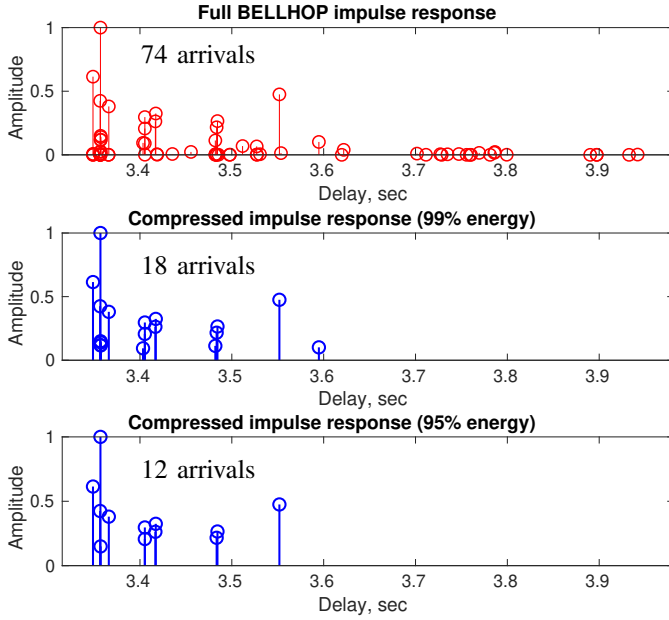 Full BELLHOP impulse response
1
74 arrivals
0.5
Amplitude
0
3.4 3.5 3.6 3.7 3.8 3.9
Delay, sec
Compressed impulse response (99% energy)
1
18 arrivals
0.5
Amplitude
0
3.4 3.5 3.6 3.7 3.8 3.9
Delay, sec
Compressed impulse response (95% energy)
1
12 arrivals
0.5
Amplitude
0
3.4 3.5 3.6 3.7 3.8 3.9
Delay, sec